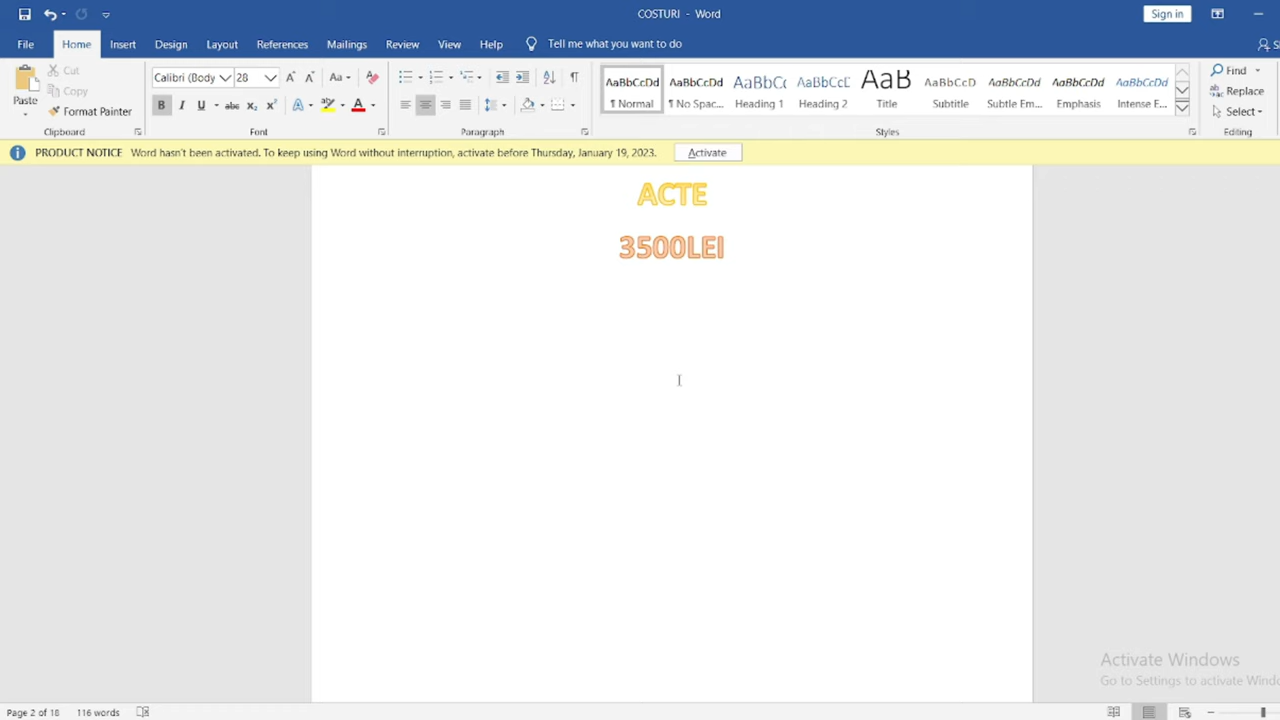 COSTURI - Word
Sign in
File Home Insert Design Layout References Mailings Review View Help Tell me what you want to do
Paste
Cut
Copy
Format Painter
Clipboard
Calibri (Body 28
Font
Paragraph
AaBbCcDd AaBbCcDd AaBbCc AaBbCcC AaB AaBbCcD AaBbCcDd AaBbCcDd AaBbCcDd
¶ Normal ¶ No Spac... Heading 1 Heading 2 Title Subtitle Subtle Em... Emphasis Intense E...
Styles
Find
Replace
Select
Editing
PRODUCT NOTICE Word hasn't been activated. To keep using Word without interruption, activate before Thursday, January 19, 2023. Activate
ACTE
3500LEI
Activate Windows
Go to Settings to activate Windo
Page 2 of 18 116 words